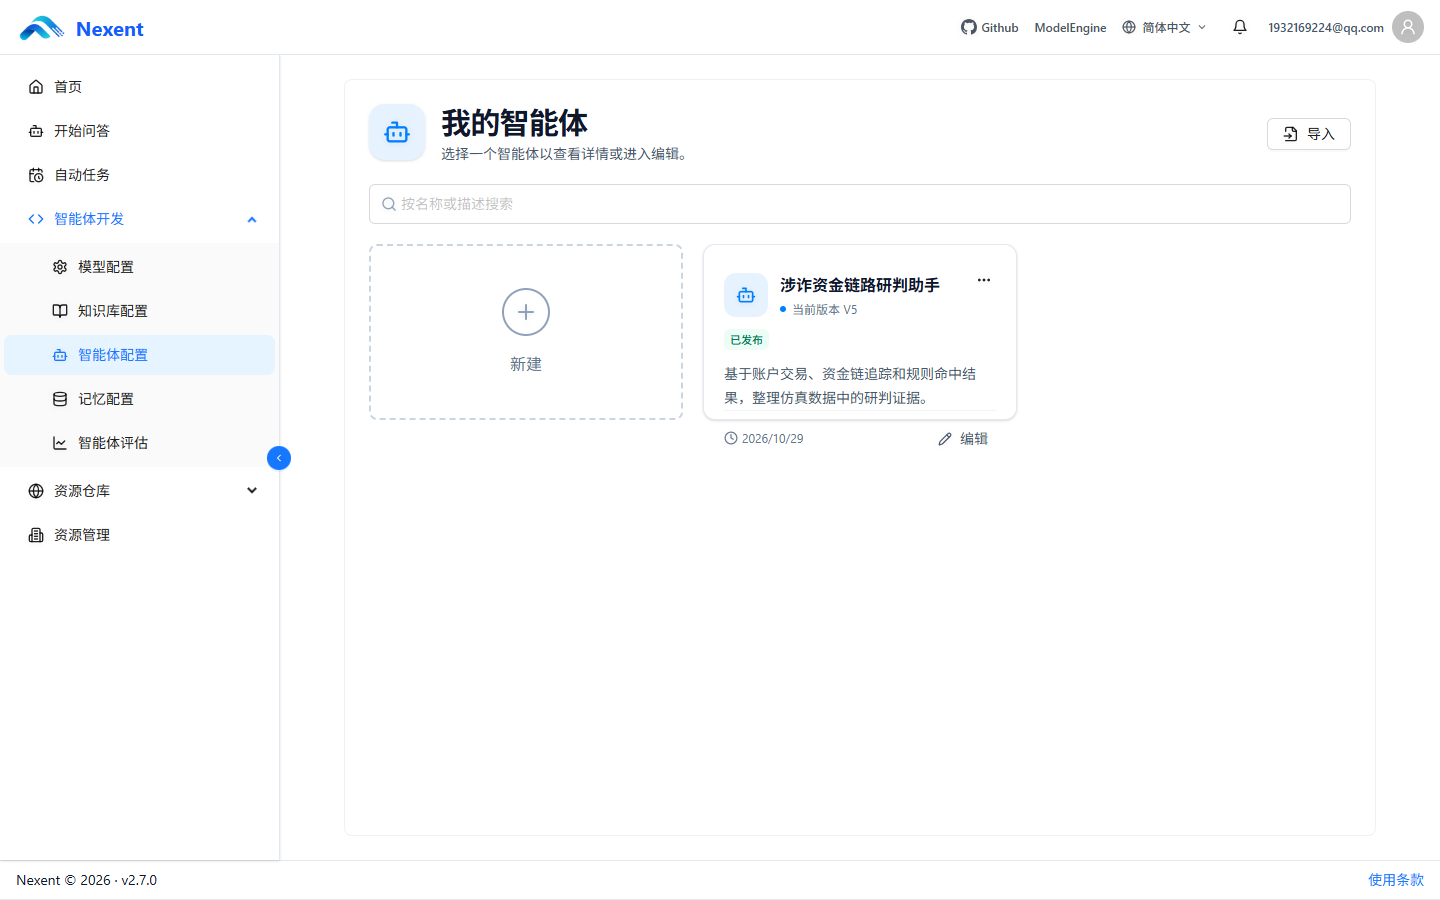 Nexent
Github
ModelEngine
简体中文
1932169224@qq.com
首页
开始问答
自动任务
智能体开发
模型配置
知识库配置
智能体配置
记忆配置
智能体评估
资源仓库
资源管理
我的智能体
选择一个智能体以查看详情或进入编辑。
导入
按名称或描述搜索
新建
涉诈资金链路研判助手
当前版本 V5
已发布
基于账户交易、资金链追踪和规则命中结
果，整理仿真数据中的研判证据。
2026/10/29
编辑
Nexent © 2026 · v2.7.0
使用条款